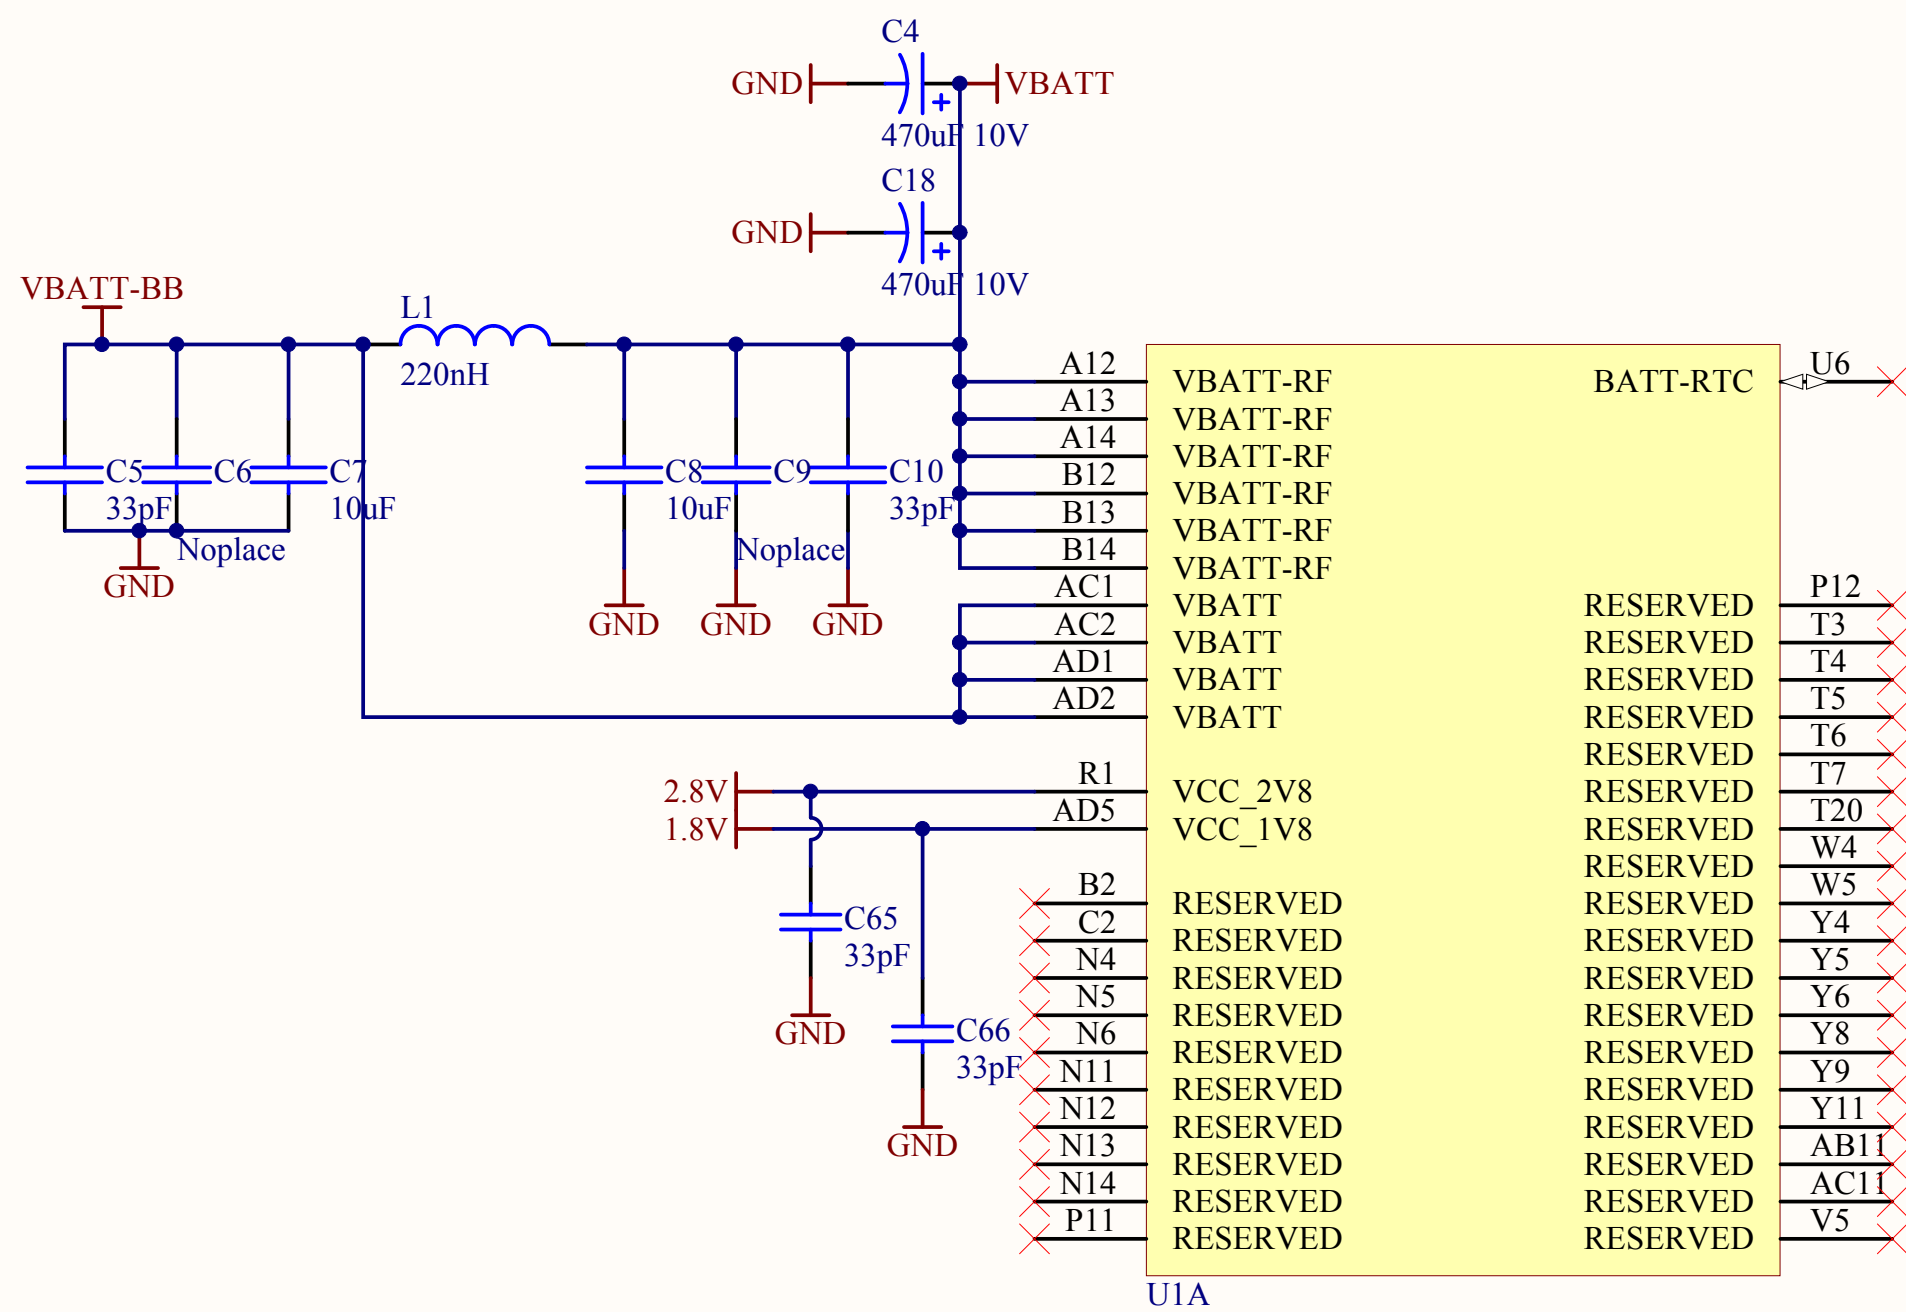 C4
GND
VBATT
470uF 10V
C18
GND
470uF 10V
VBATT-BB
L1
220nH
C5
33pF
C6
Noplace
C7
10uF
GND
C8
10uF
C9
Noplace
C10
33pF
GND
GND
GND
A12 VBATT-RF
A13 VBATT-RF
A14 VBATT-RF
B12 VBATT-RF
B13 VBATT-RF
B14 VBATT-RF
AC1 VBATT
AC2 VBATT
AD1 VBATT
AD2 VBATT
2.8V
R1 VCC_2V8
1.8V
AD5 VCC_1V8
C65
33pF
GND
C66
33pF
GND
B2 RESERVED
C2 RESERVED
N4 RESERVED
N5 RESERVED
N6 RESERVED
N11 RESERVED
N12 RESERVED
N13 RESERVED
N14 RESERVED
P11 RESERVED
BATT-RTC U6
RESERVED P12
RESERVED T3
RESERVED T4
RESERVED T5
RESERVED T6
RESERVED T7
RESERVED T20
RESERVED W4
RESERVED W5
RESERVED Y4
RESERVED Y5
RESERVED Y6
RESERVED Y8
RESERVED Y9
RESERVED Y11
RESERVED AB11
RESERVED AC11
RESERVED V5
U1A